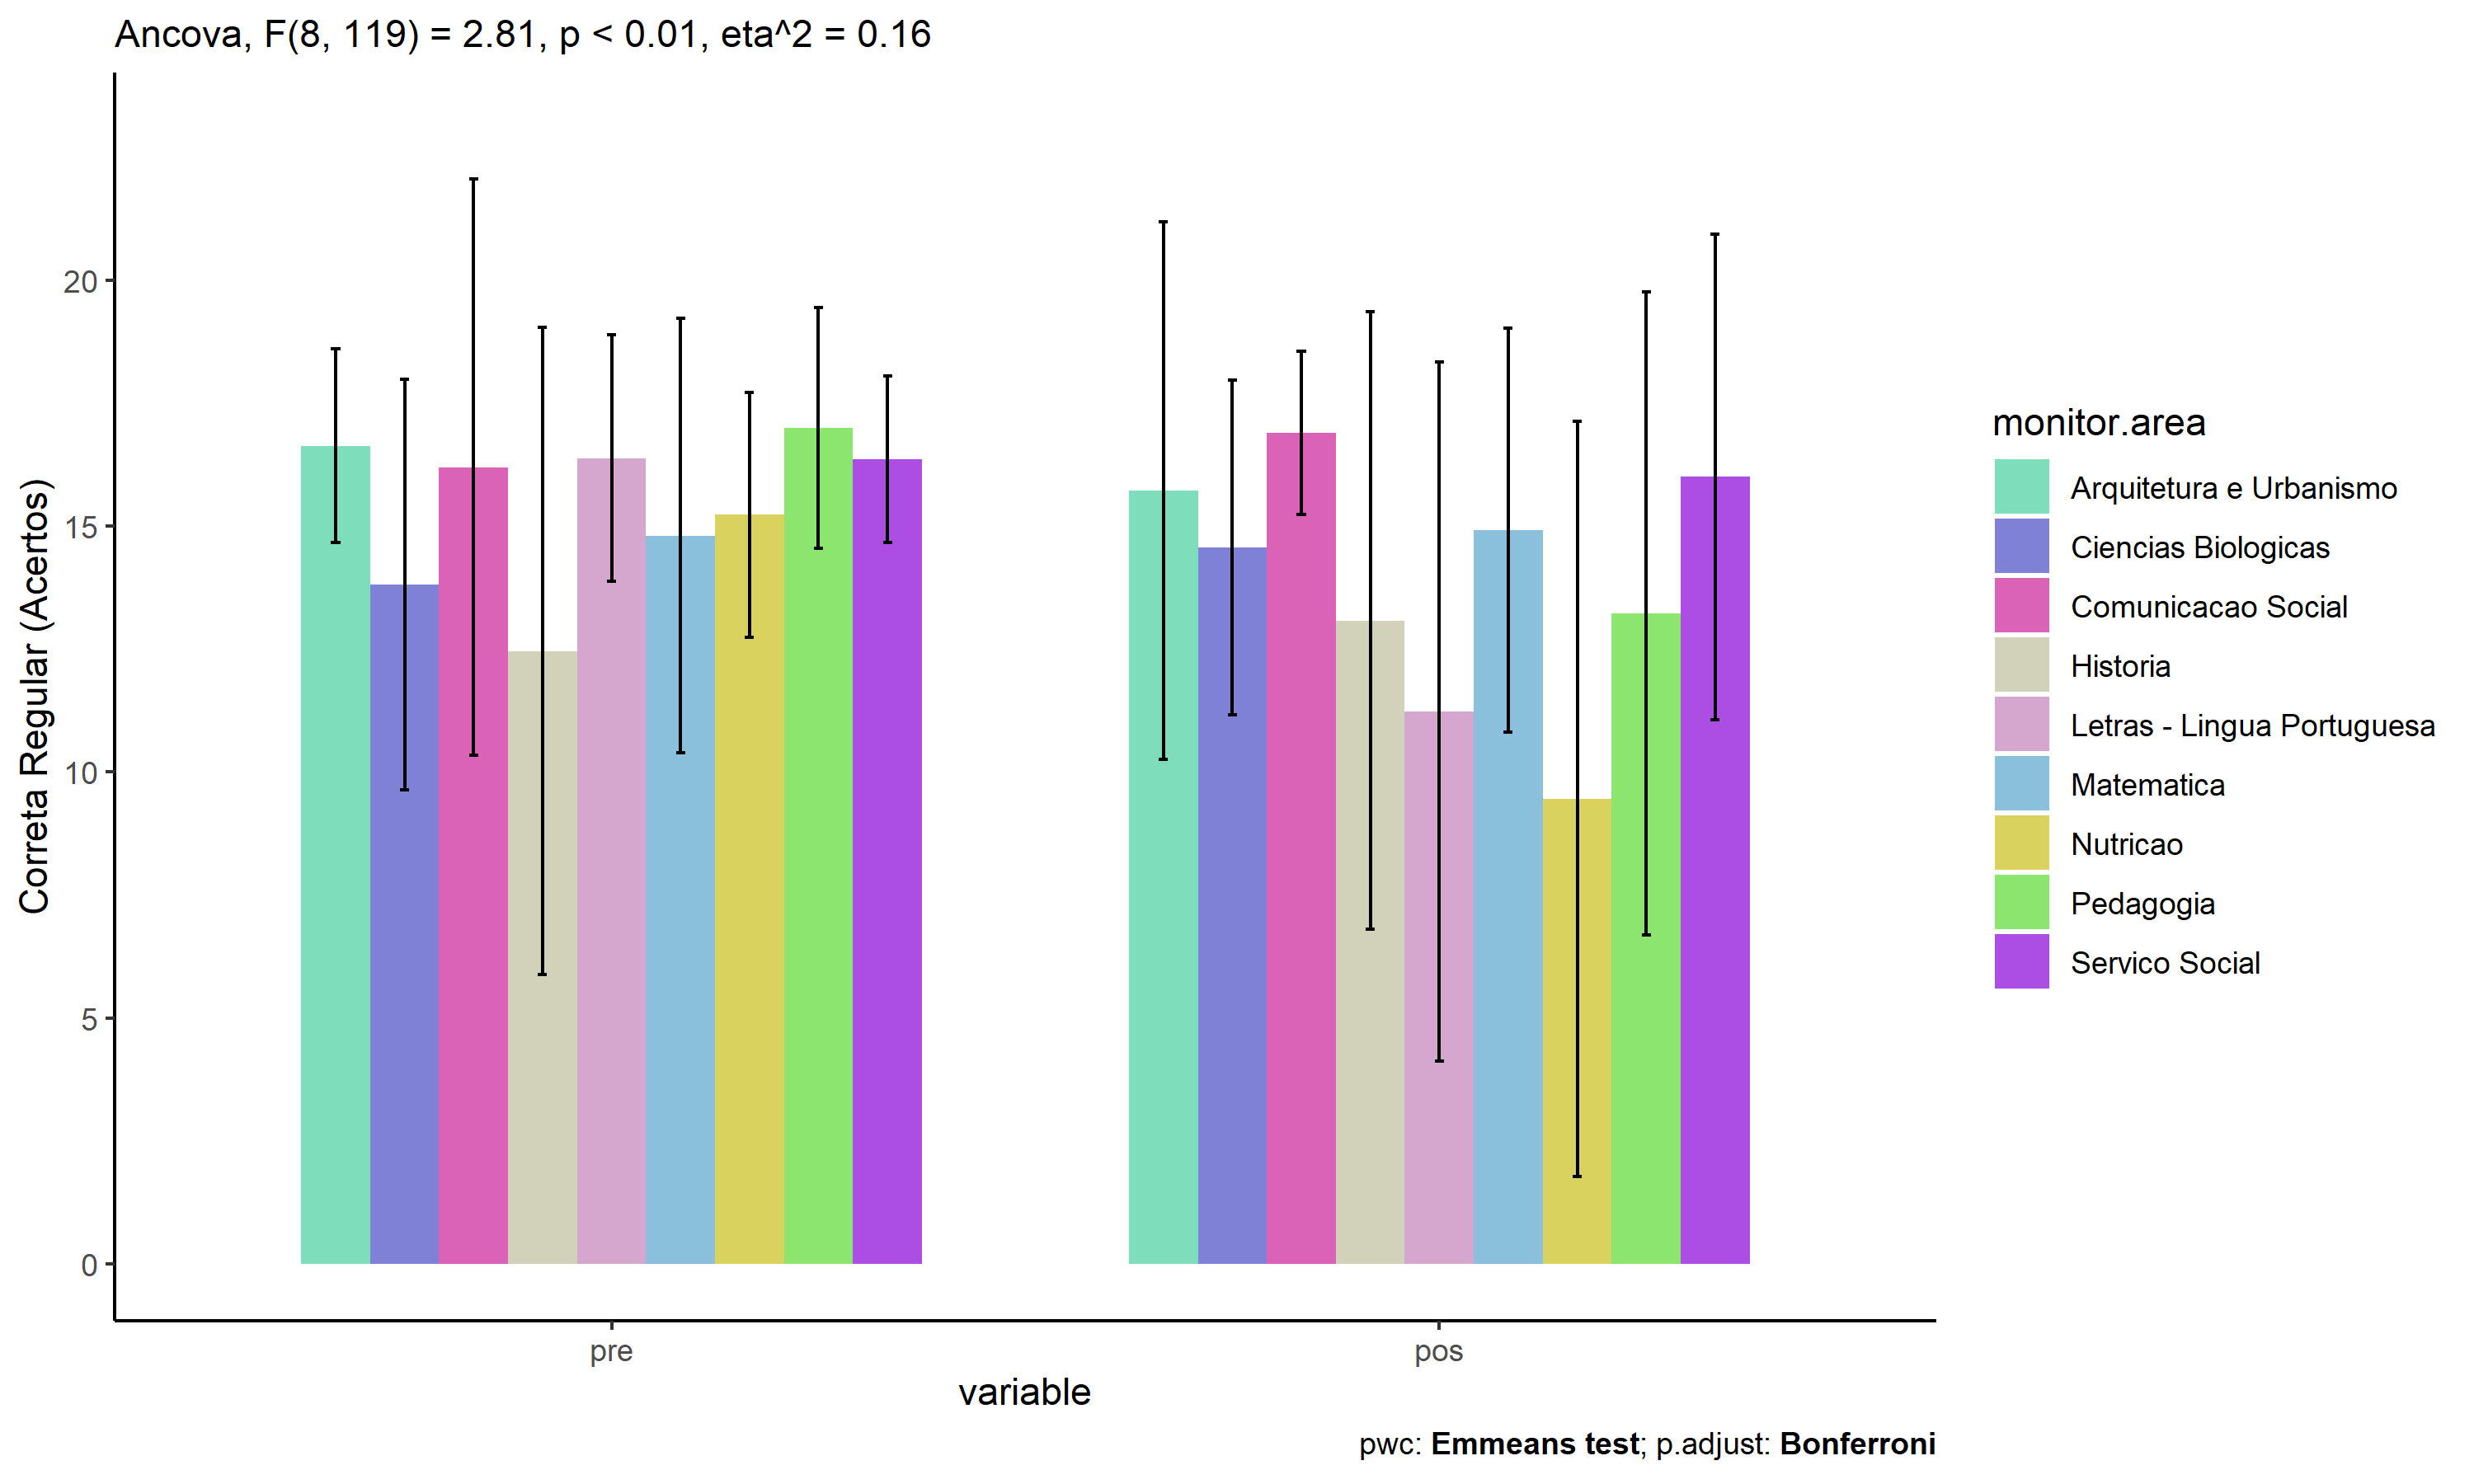 Ancova, F(8, 119) = 2.81, p < 0.01, eta^2 = 0.16
Correta Regular (Acertos)
20
15
10
5
0
pre
pos
variable
monitor.area
Arquitetura e Urbanismo
Ciencias Biologicas
Comunicacao Social
Historia
Letras - Lingua Portuguesa
Matematica
Nutricao
Pedagogia
Servico Social
pwc: Emmeans test; p.adjust: Bonferroni